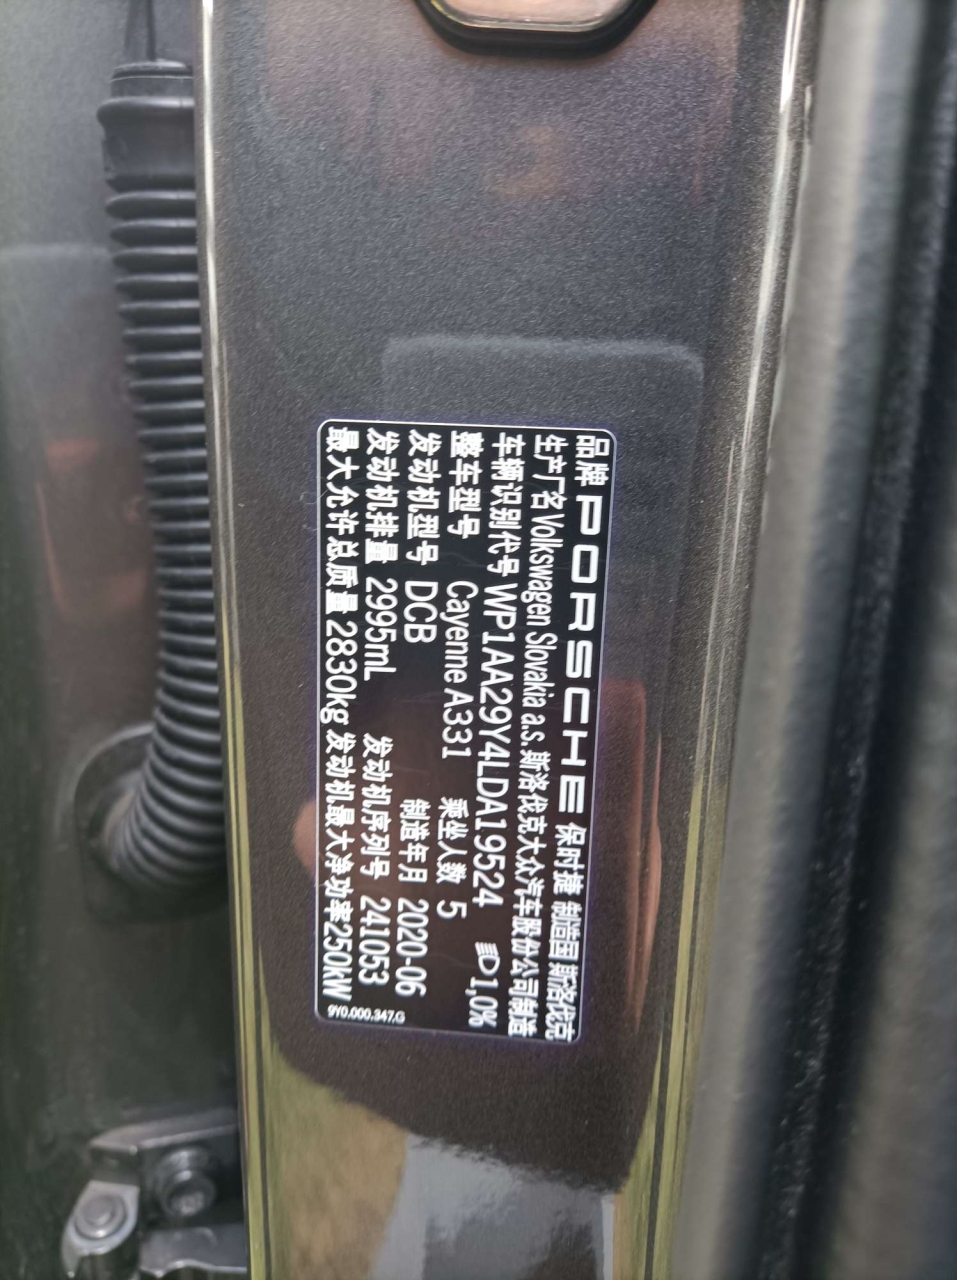 品牌 PORSCHE 保时捷 制造国 斯洛伐克
生产厂名 Volkswagen Slovakia a.s. 斯洛伐克大众汽车股份公司制造
车辆识别代号 WP1AA29Y4LDA19524 1,0%
整车型号 Cayenne A331 乘坐人数 5
发动机型号 DCB 制造年月 2020-06
发动机排量 2995mL 发动机序列号 241053
最大允许总质量 2830kg 发动机最大净功率 250kW
9Y0.000.347.G